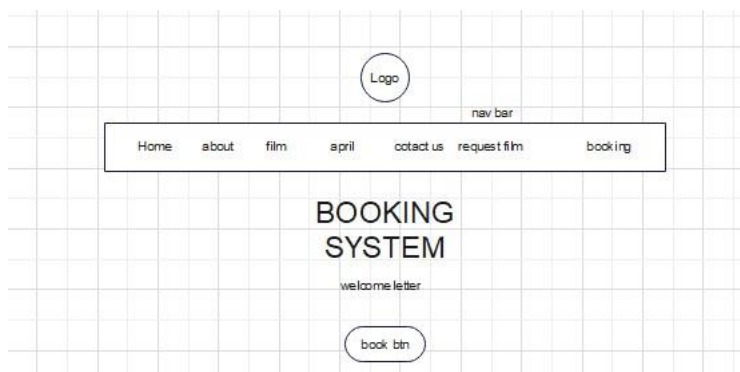 Logo
nav bar
Home about film april cotact us request film booking
BOOKING
SYSTEM
welcome letter
book btn